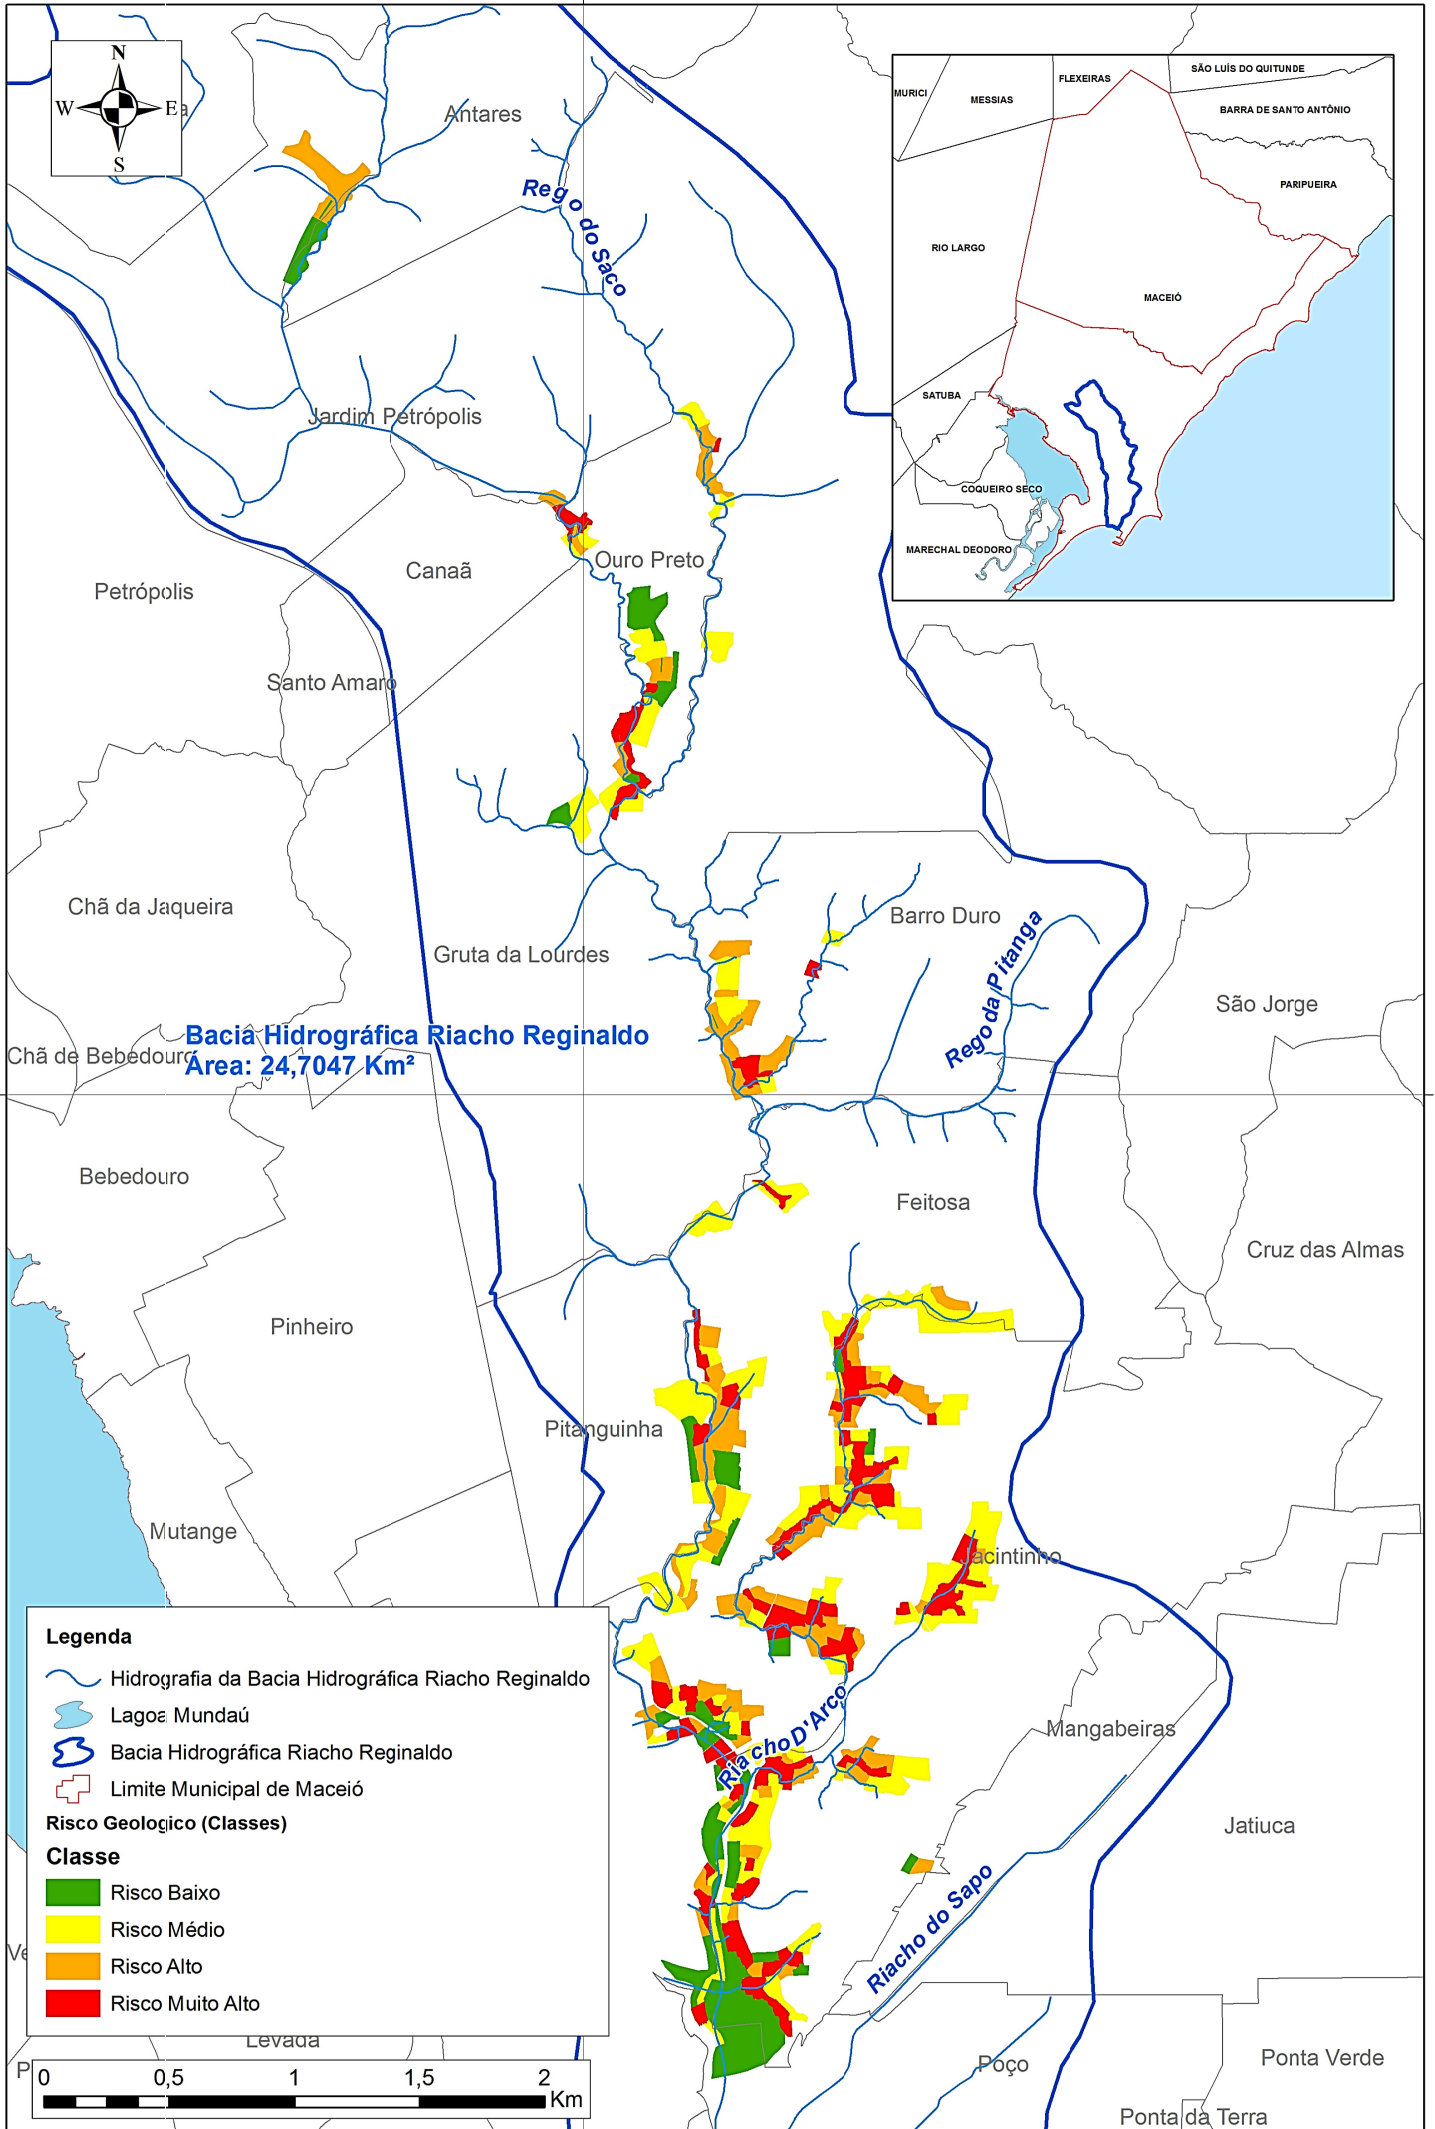 N
W
E
S
Antares
Rego do Saco
Jardim Petrópolis
Petrópolis
Canaã
Ouro Preto
Santo Amaro
Chã da Jaqueira
Gruta da Lourdes
Barro Duro
Rego da Pitanga
São Jorge
Bacia Hidrográfica Riacho Reginaldo
Área: 24,7047 Km²
Chã de Bebedouro
Bebedouro
Feitosa
Cruz das Almas
Pinheiro
Pitanguinha
Mutange
Jacintinho
Riacho D'Arco
Mangabeiras
Jatiuca
Riacho do Sapo
Levada
Poço
Ponta Verde
Ponta da Terra
MURICI
MESSIAS
FLEXEIRAS
SÃO LUÍS DO QUITUNDE
BARRA DE SANTO ANTÔNIO
PARIPUEIRA
RIO LARGO
MACEIÓ
SATUBA
COQUEIRO SECO
MARECHAL DEODORO
Legenda
Hidrografia da Bacia Hidrográfica Riacho Reginaldo
Lagoa Mundaú
Bacia Hidrográfica Riacho Reginaldo
Limite Municipal de Maceió
Risco Geologico (Classes)
Classe
Risco Baixo
Risco Médio
Risco Alto
Risco Muito Alto
0 0,5 1 1,5 2
Km